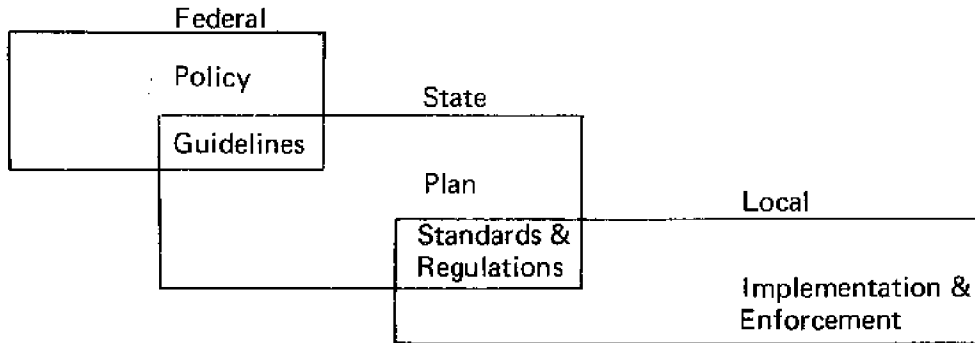 Federal
Policy
State
Guidelines
Plan
Local
Standards &
Regulations
Implementation &
Enforcement